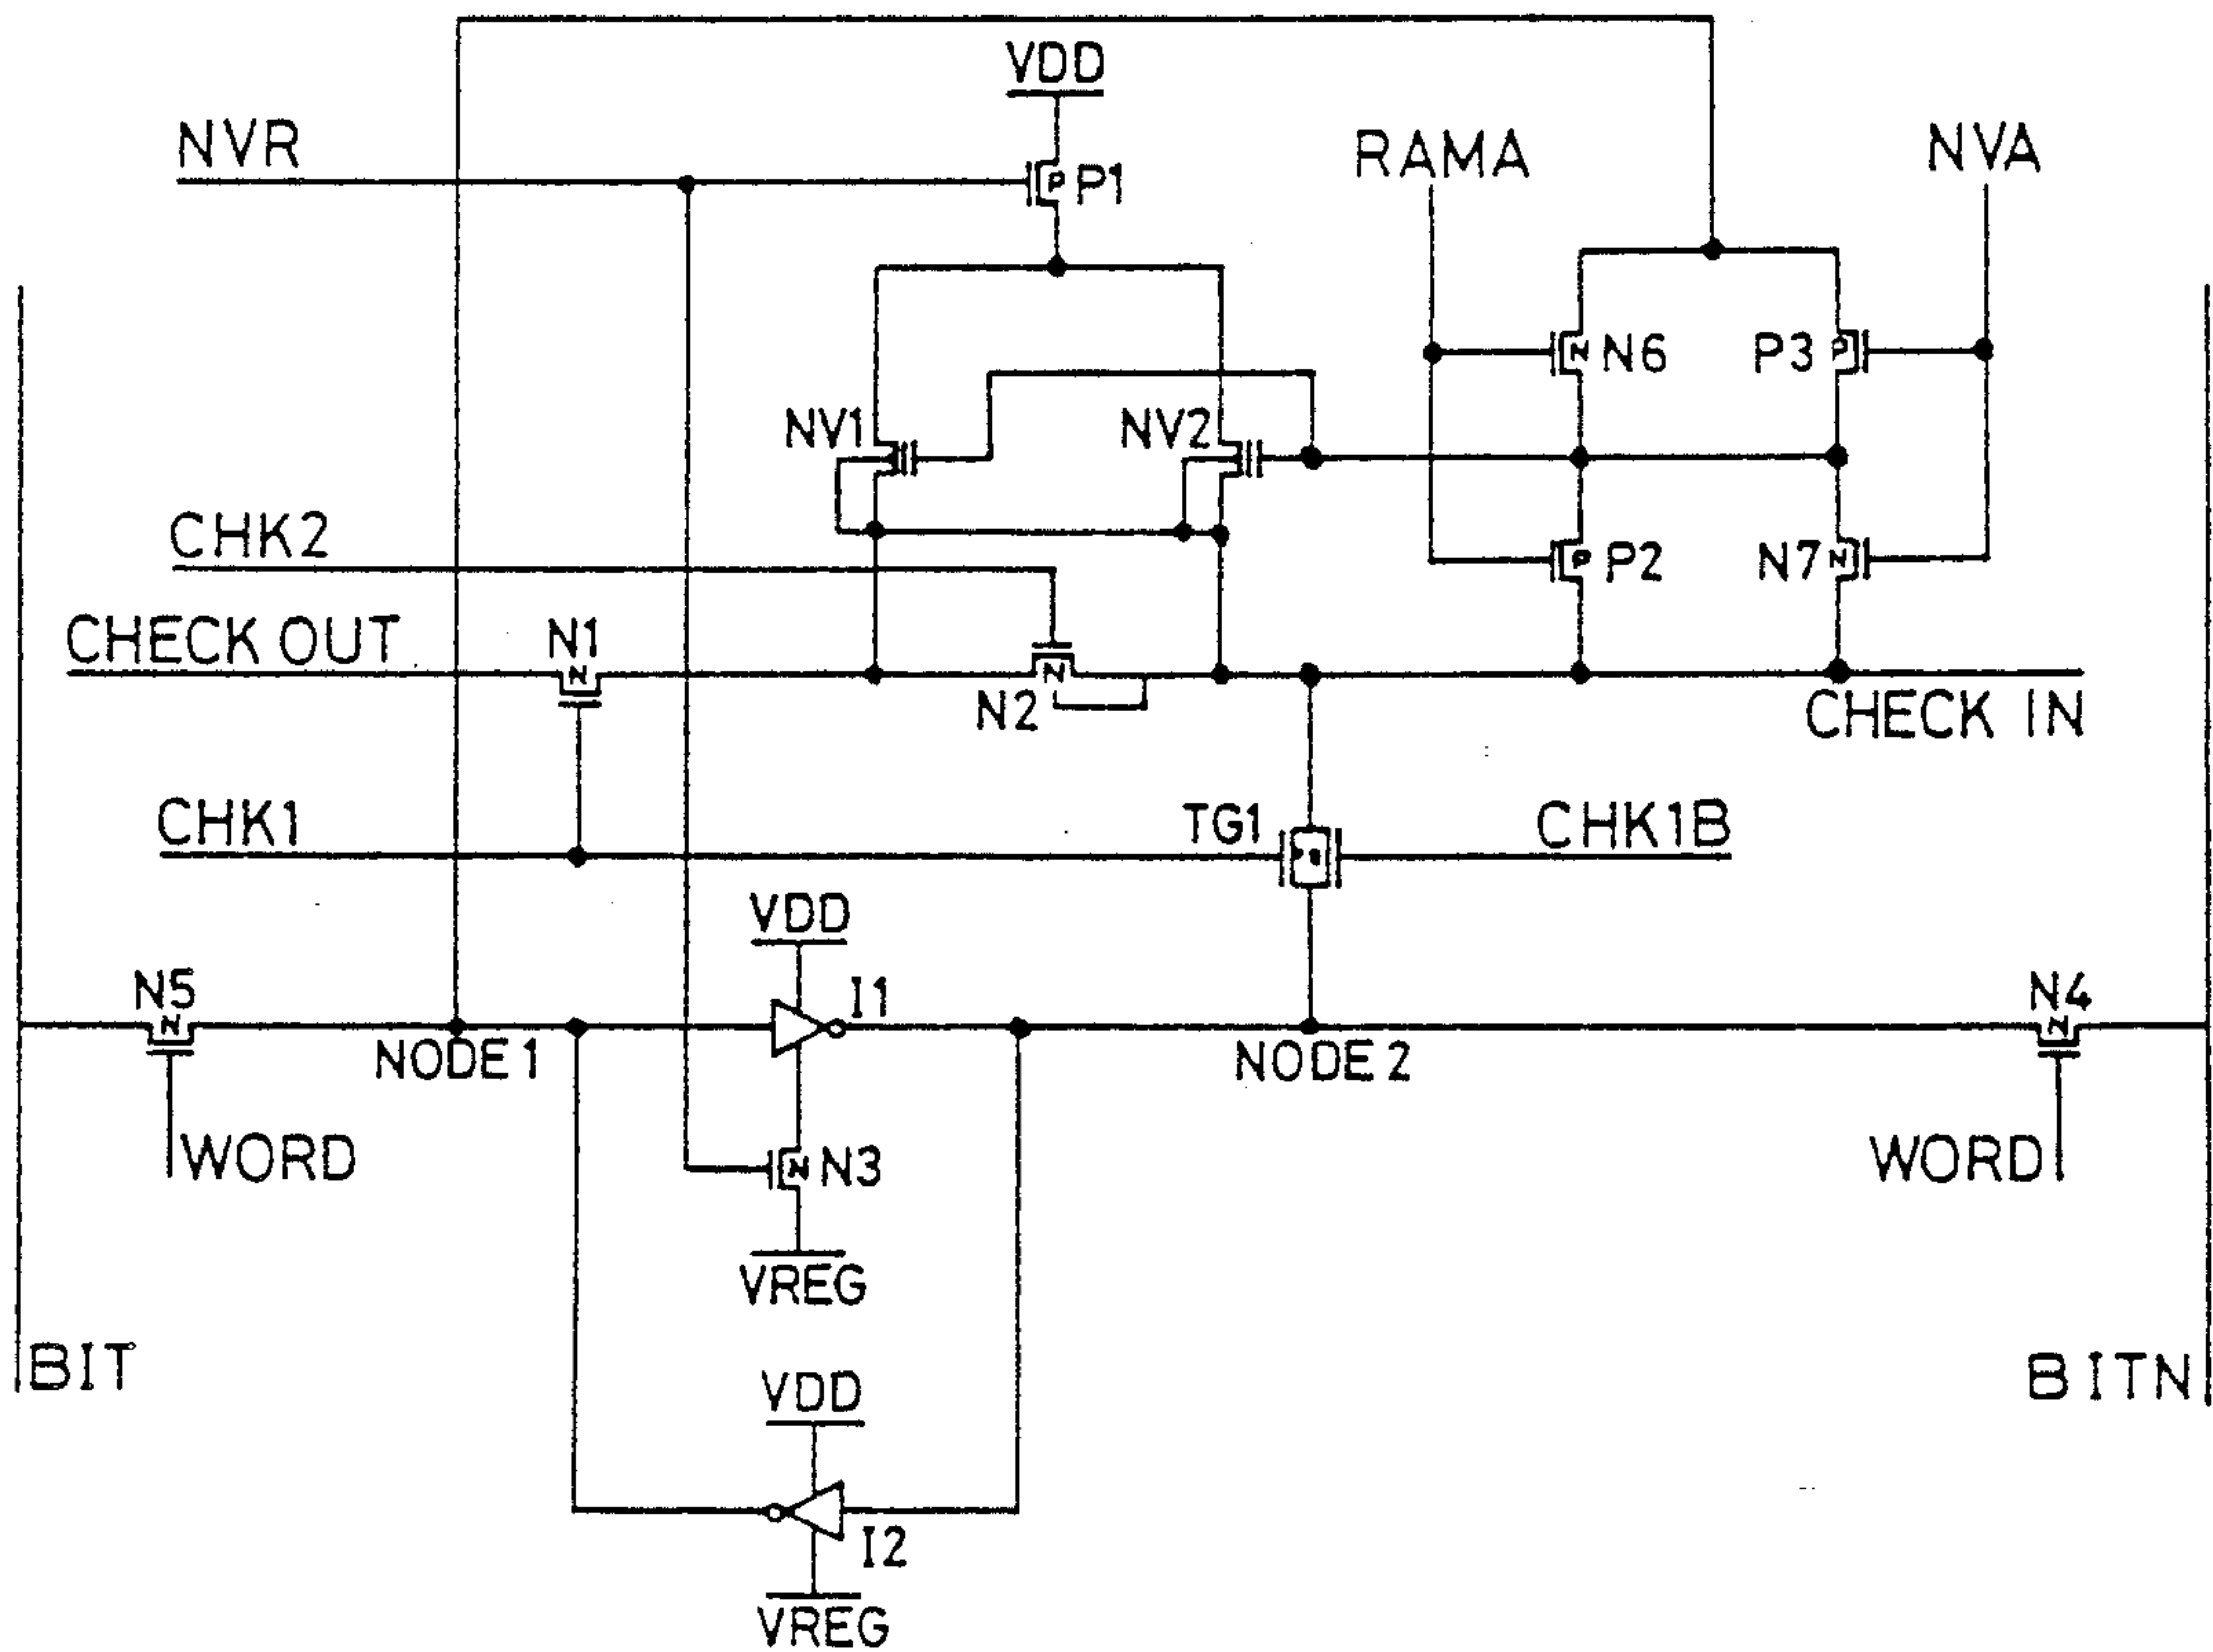 VDD
NVR
RAMA
NVA
P P1
N N6
P3 P
NV1
NV2
CHK2
P P2
N7 N
CHECK OUT
N1
N
N
N2
CHECK IN
CHK1
TG1
CHK1B
VDD
N5
N
I1
N4
N
NODE 1
NODE 2
WORD
N N3
WORD
VREG
BIT
VDD
BITN
I2
VREG